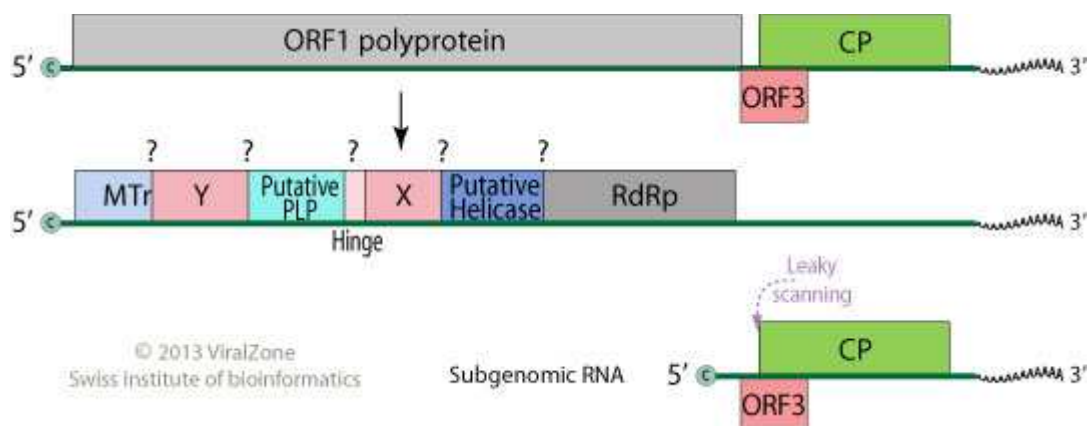 ORF1 polyprotein CP
5’ C 3’
ORF3
? ? ? ? ?
MTr Y Putative PLP X Putative Helicase RdRp
5’ C 3’
Hinge
Leaky
scanning
© 2013 ViralZone
Swiss institute of bioinformatics
CP
Subgenomic RNA 5’ C 3’
ORF3